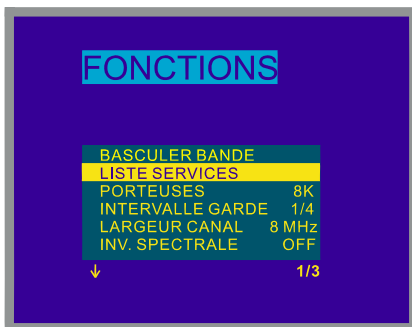 FONCTIONS
BASCULER BANDE
LISTE SERVICES
PORTEUSES 8K
INTERVALLE GARDE 1/4
LARGEUR CANAL 8 MHz
INV. SPECTRALE OFF
↓ 1/3